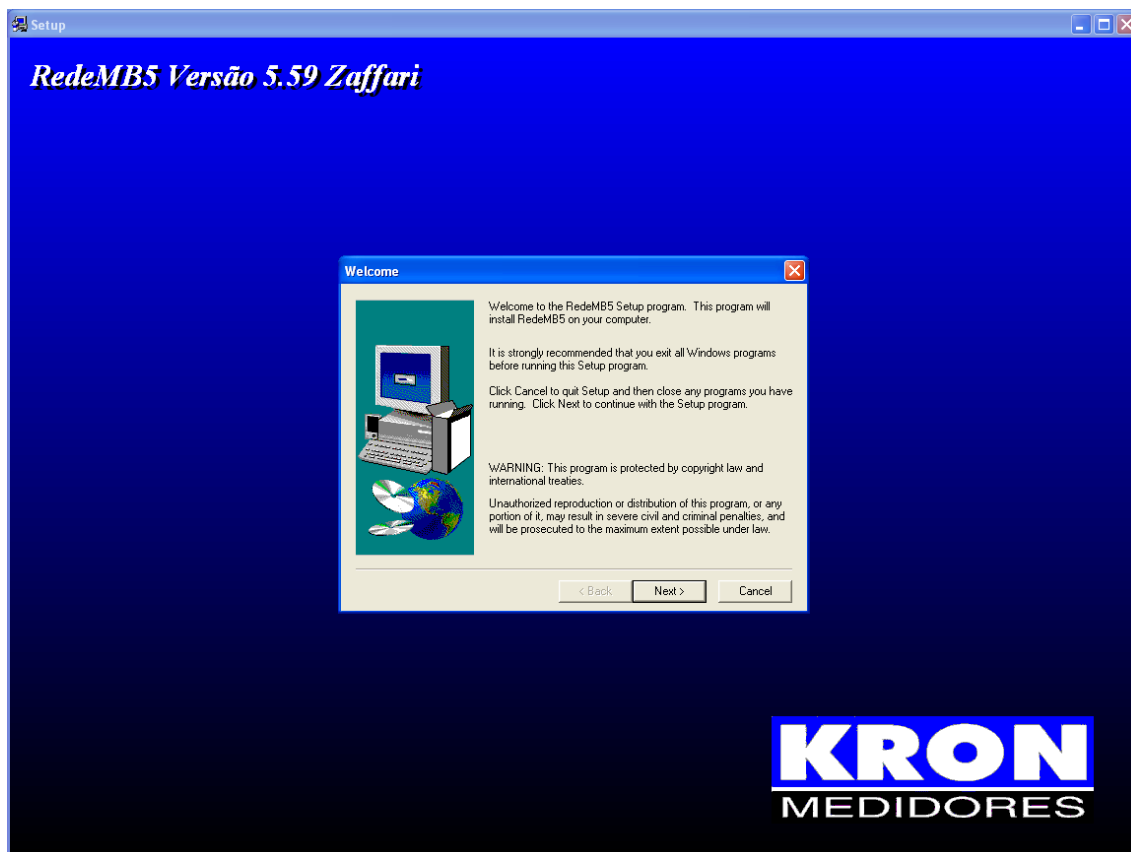 Setup
RedeMB5 Versão 5.59 Zaffari
Welcome
Welcome to the RedeMB5 Setup program.  This program will
install RedeMB5 on your computer.
It is strongly recommended that you exit all Windows programs
before running this Setup program.
Click Cancel to quit Setup and then close any programs you have
running.  Click Next to continue with the Setup program.
WARNING: This program is protected by copyright law and
international treaties.
Unauthorized reproduction or distribution of this program, or any
portion of it, may result in severe civil and criminal penalties, and
will be prosecuted to the maximum extent possible under law.
< Back Next > Cancel
KRON
MEDIDORES